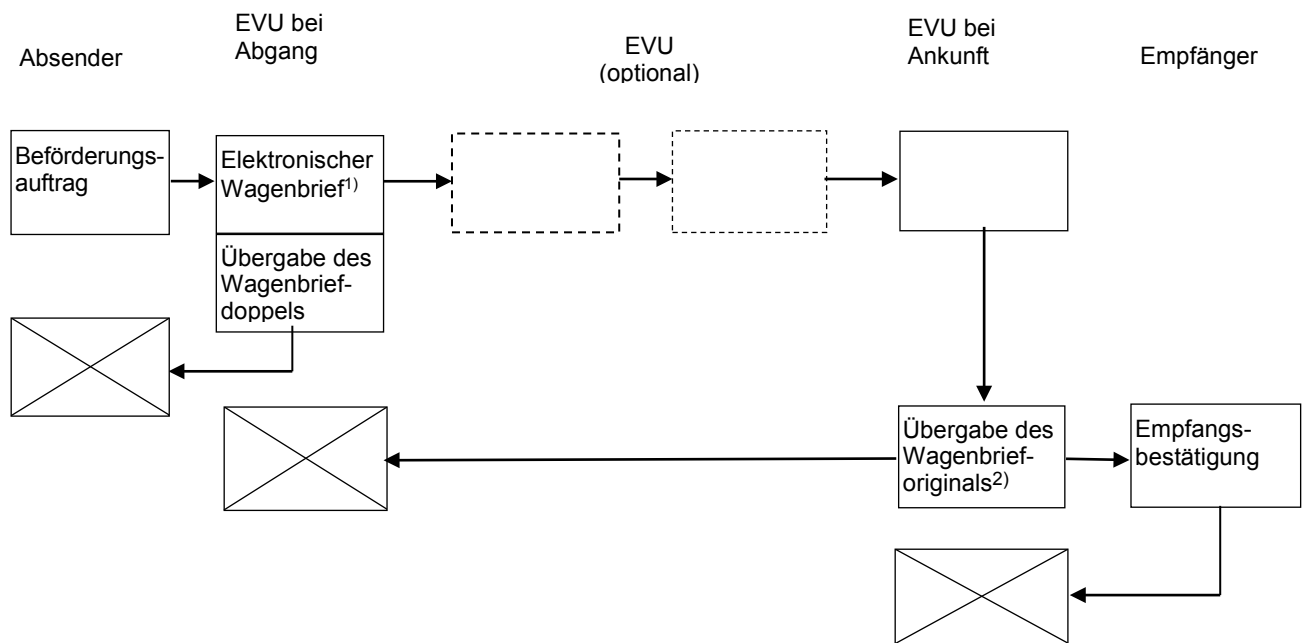 Absender
EVU bei
Abgang
EVU
(optional)
EVU bei
Ankunft
Empfänger
Beförderungs-
auftrag
Elektronischer
Wagenbrief1)
Übergabe des
Wagenbrief-
doppels
Übergabe des
Wagenbrief-
originals2)
Empfangs-
bestätigung